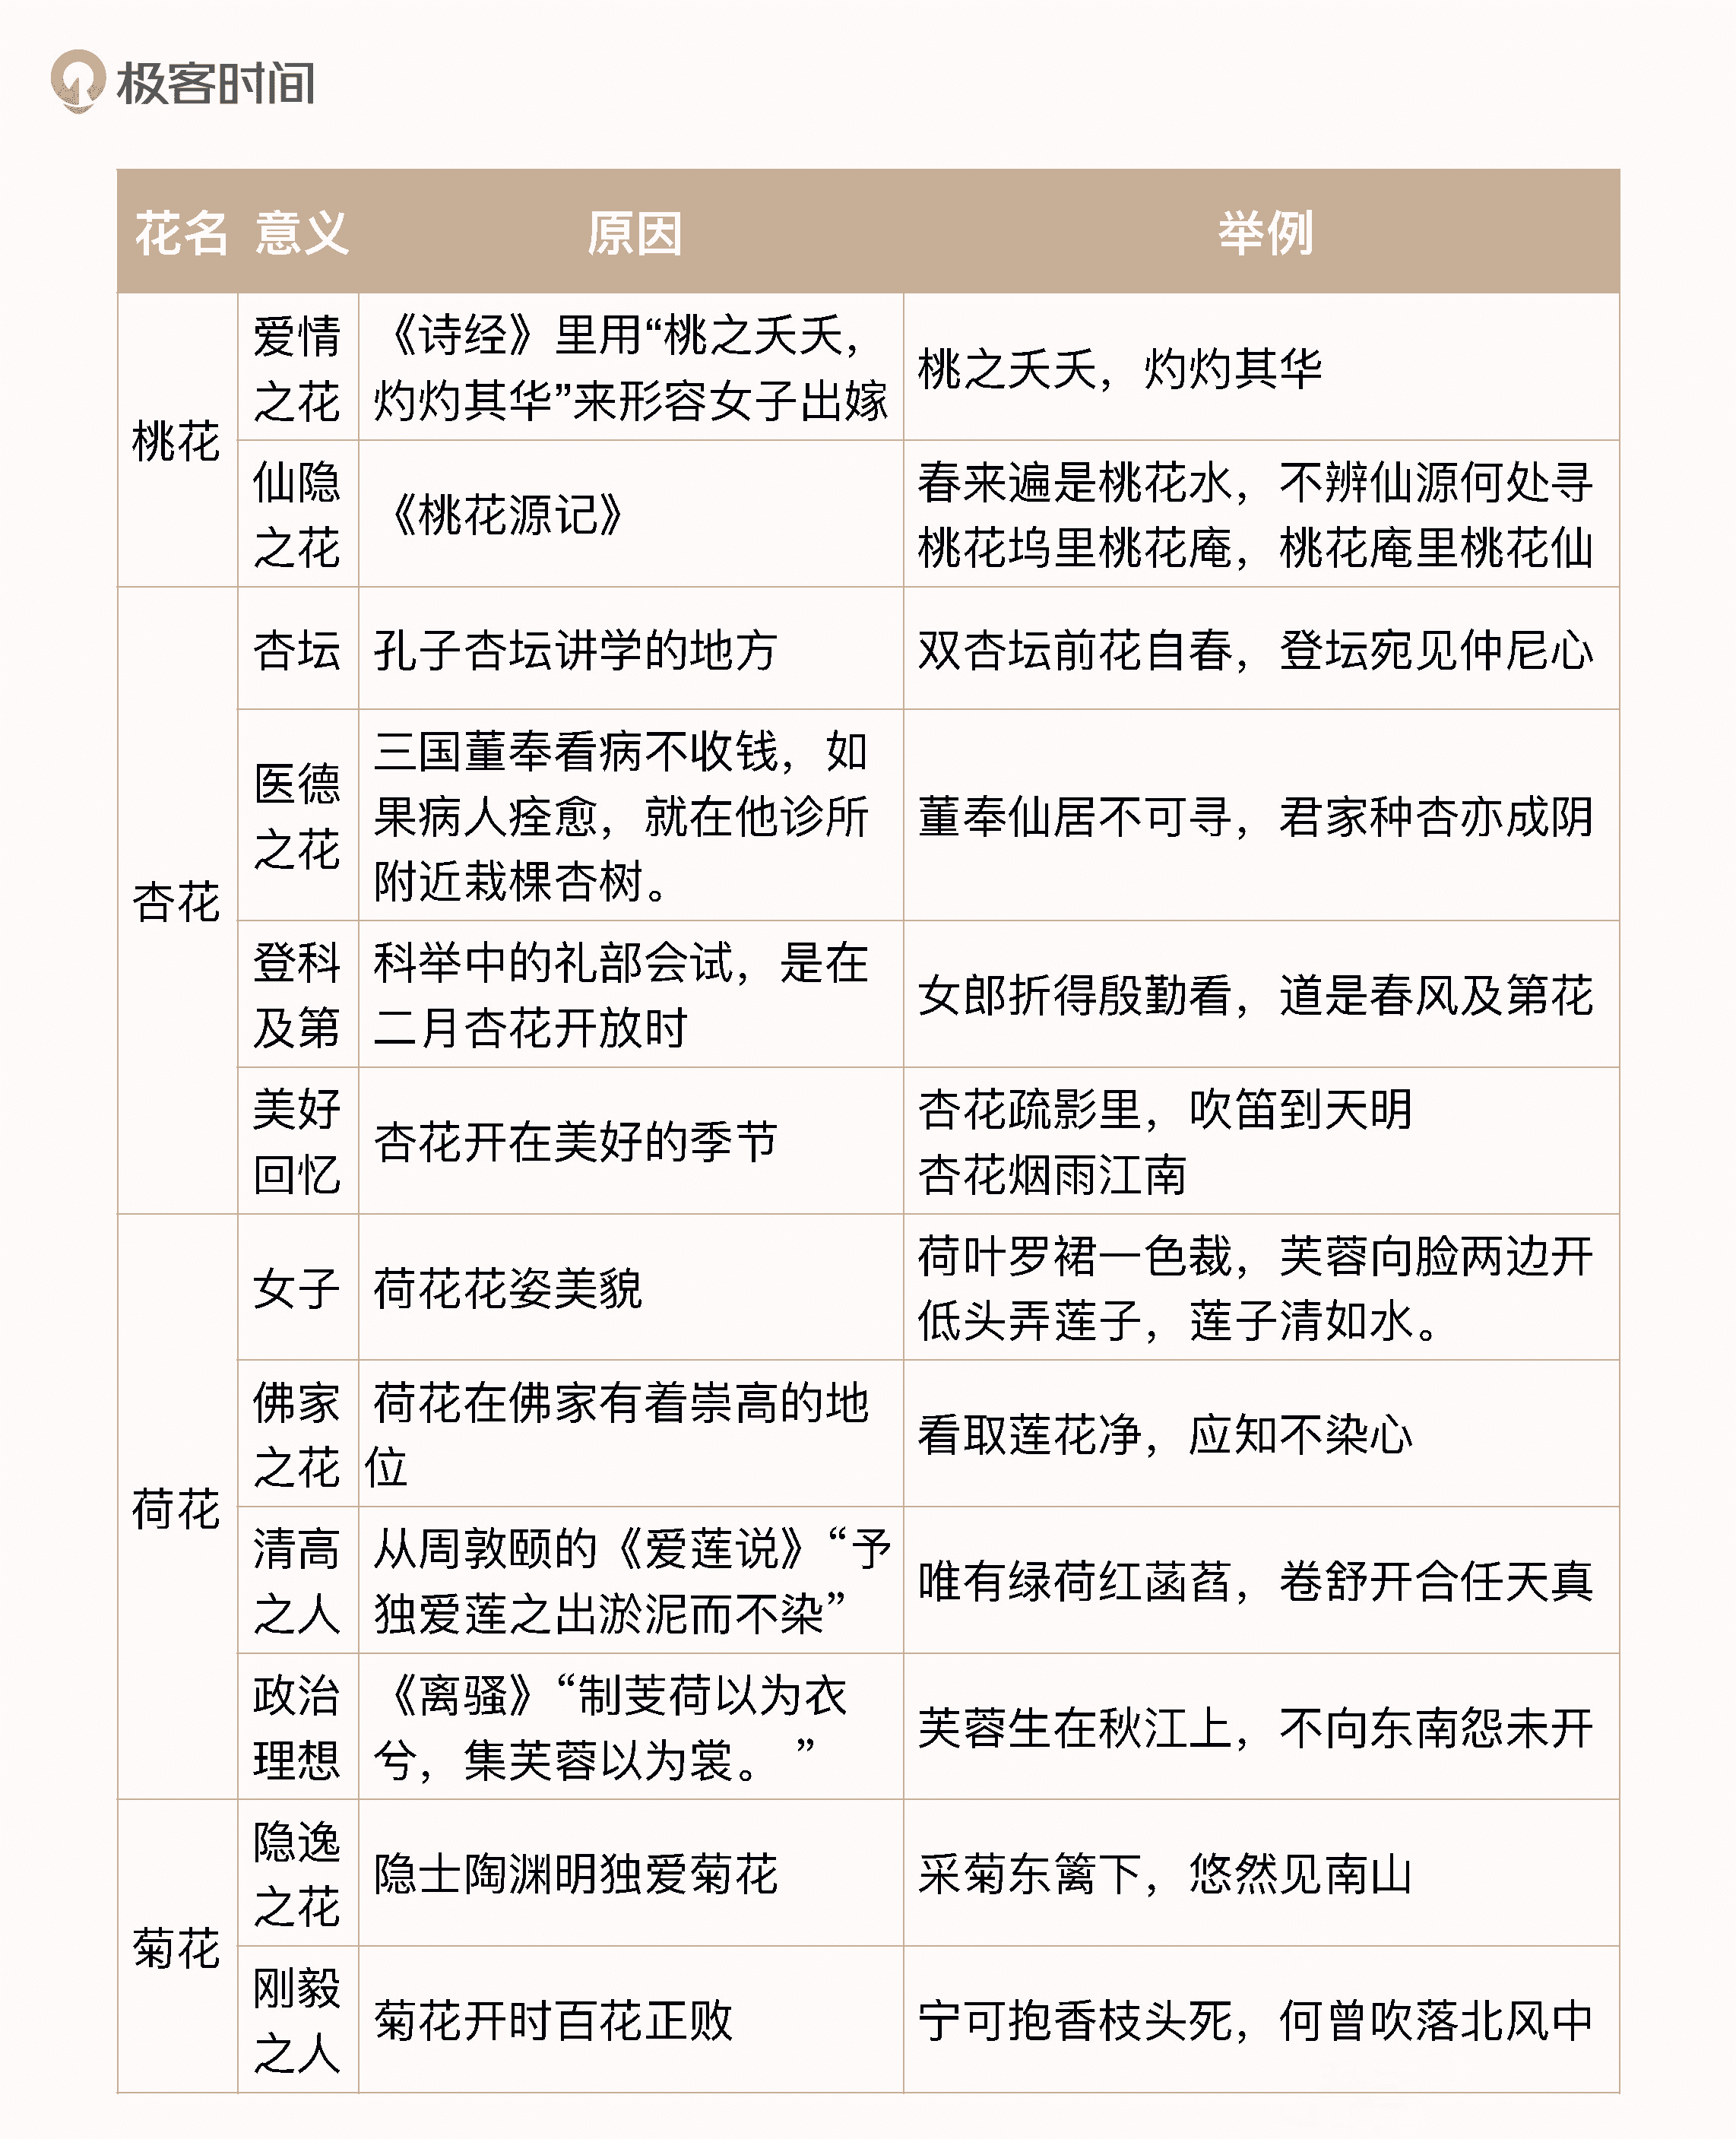 极客时间
花名 意义 原因 举例
桃花
爱情
之花
《诗经》里用“桃之夭夭，
灼灼其华”来形容女子出嫁
桃之夭夭，灼灼其华
仙隐
之花
《桃花源记》
春来遍是桃花水，不辨仙源何处寻
桃花坞里桃花庵，桃花庵里桃花仙
杏花
杏坛
孔子杏坛讲学的地方
双杏坛前花自春，登坛宛见仲尼心
医德
之花
三国董奉看病不收钱，如
果病人痊愈，就在他诊所
附近栽棵杏树。
董奉仙居不可寻，君家种杏亦成阴
登科
及第
科举中的礼部会试，是在
二月杏花开放时
女郎折得殷勤看，道是春风及第花
美好
回忆
杏花开在美好的季节
杏花疏影里，吹笛到天明
杏花烟雨江南
荷花
女子
荷花花姿美貌
荷叶罗裙一色裁，芙蓉向脸两边开
低头弄莲子，莲子清如水。
佛家
之花
荷花在佛家有着崇高的地
位
看取莲花净，应知不染心
清高
之人
从周敦颐的《爱莲说》“予
独爱莲之出淤泥而不染”
唯有绿荷红菡萏，卷舒开合任天真
政治
理想
《离骚》“制芰荷以为衣
兮，集芙蓉以为裳。”
芙蓉生在秋江上，不向东南怨未开
菊花
隐逸
之花
隐士陶渊明独爱菊花
采菊东篱下，悠然见南山
刚毅
之人
菊花开时百花正败
宁可抱香枝头死，何曾吹落北风中